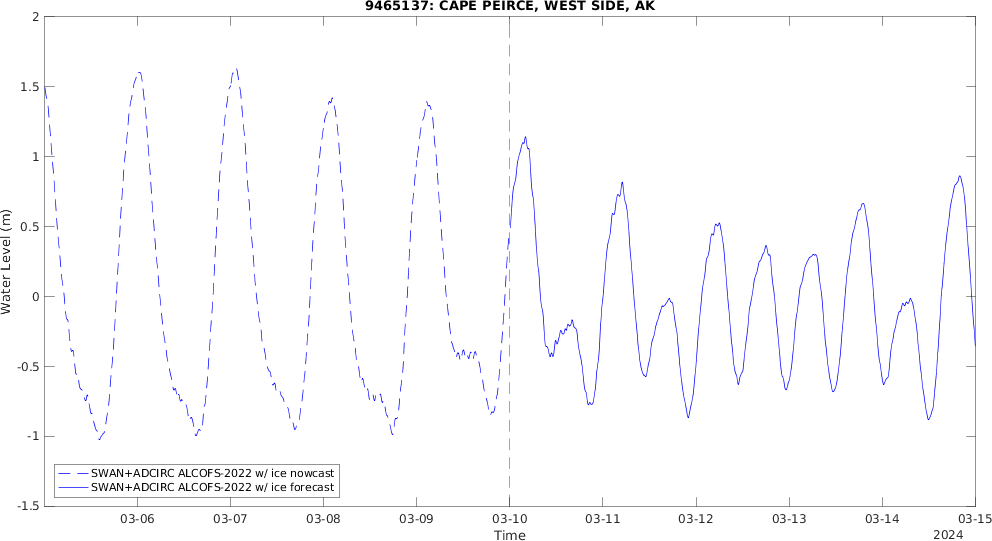 9465137: CAPE PEIRCE, WEST SIDE, AK
Water Level (m)
2
1.5
1
0.5
0
-0.5
-1
-1.5
SWAN+ADCIRC ALCOFS-2022 w/ ice nowcast
SWAN+ADCIRC ALCOFS-2022 w/ ice forecast
03-06 03-07 03-08 03-09 03-10 03-11 03-12 03-13 03-14 03-15
Time
2024